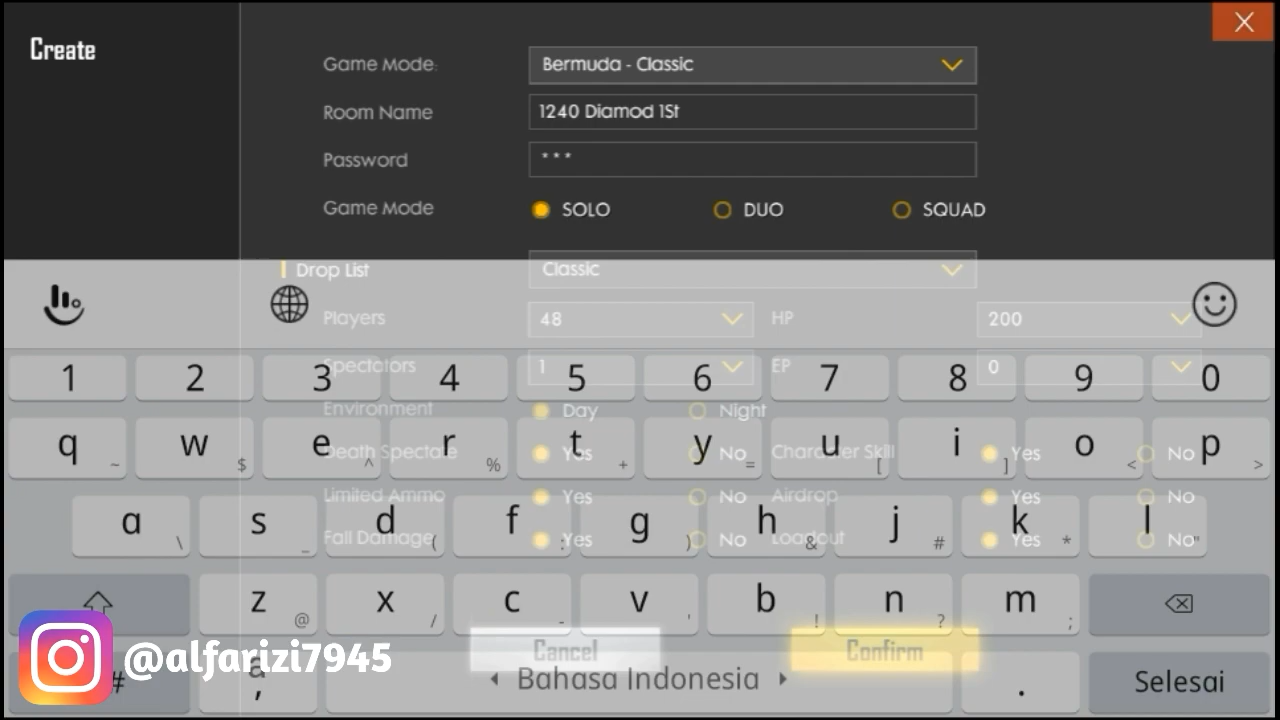 Create
Game Mode: Bermuda - Classic
Room Name 1240 Diamod 1St
Password ***
Game Mode SOLO DUO SQUAD
Drop List Classic
Players 48 HP 200
Spectators 1 EP 0
1 2 3 4 5 6 7 8 9 0
Environment Day Night
q w e r t y u i o p
~ $ ^ % + = [ ] < >
Death Spectate Yes No Character Skill Yes No
Limited Ammo Yes No Airdrop Yes No
a s d f g h j k l
\ _ ( : ) & # * "
Fall Damage Yes No Loadout Yes No
z x c v b n m
@ / - ' ! ? ;
Cancel Confirm
@alfarizi7945
# a , Bahasa Indonesia . Selesai